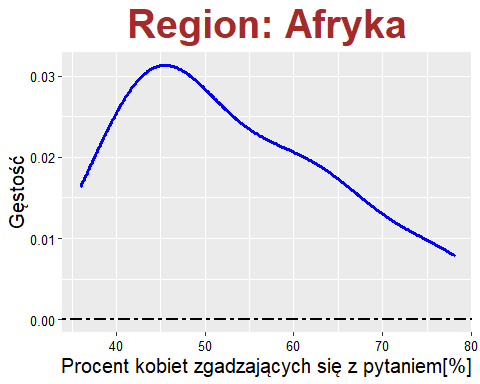 Region: Afryka
Gęstość
0.03
0.02
0.01
0.00
40 50 60 70 80
Procent kobiet zgadzających się z pytaniem[%]